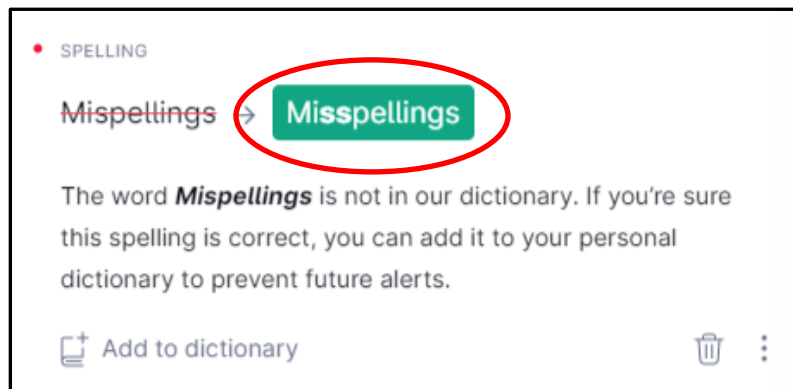 SPELLING
Mispellings → Misspellings
The word Mispellings is not in our dictionary. If you're sure
this spelling is correct, you can add it to your personal
dictionary to prevent future alerts.
Add to dictionary